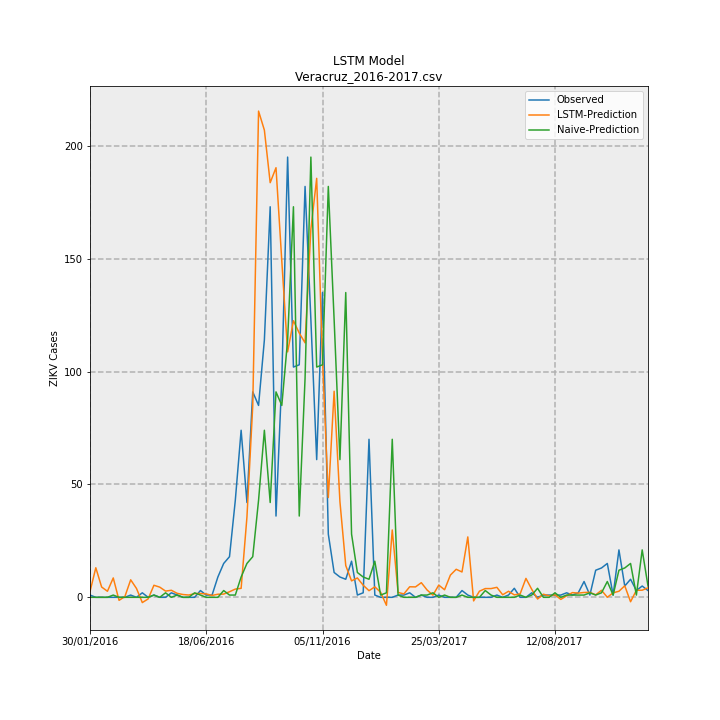 LSTM Model
Veracruz_2016-2017.csv
Observed
LSTM-Prediction
Naive-Prediction
200
150
100
50
0
ZIKV Cases
30/01/2016 18/06/2016 05/11/2016 25/03/2017 12/08/2017
Date